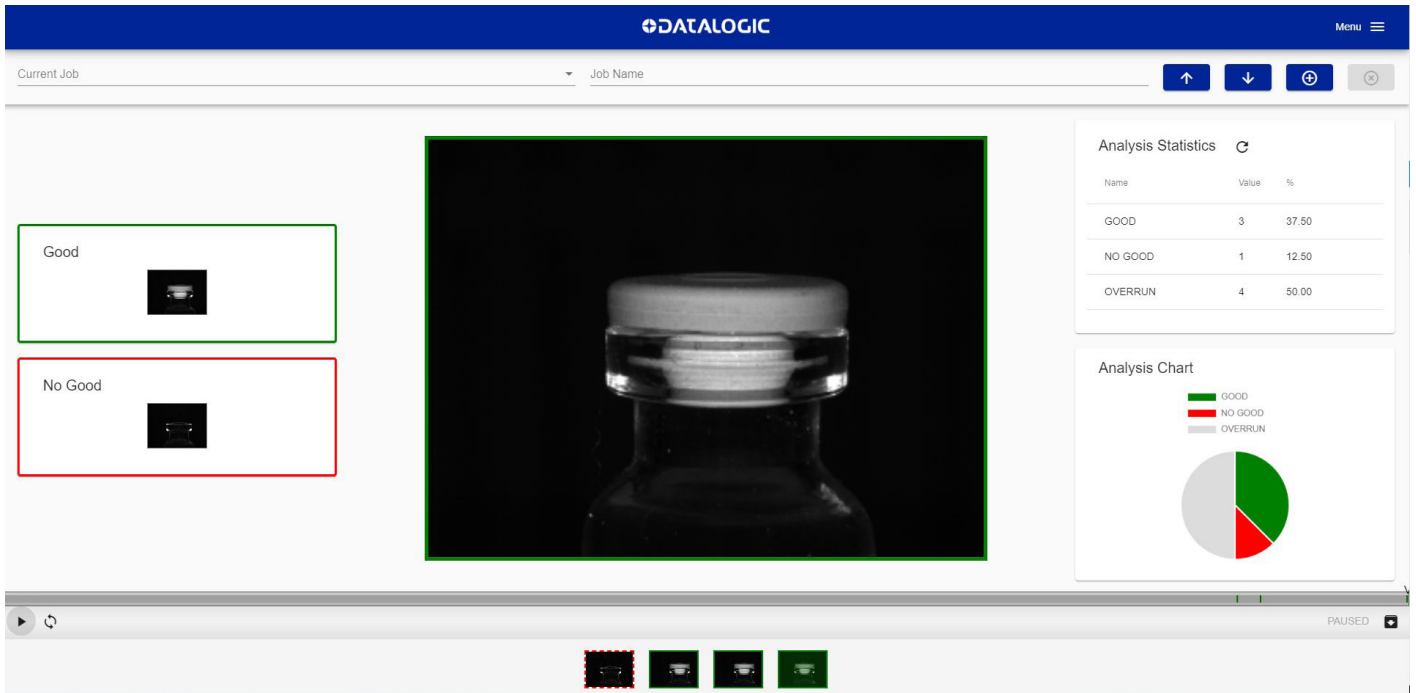 DATALOGIC
Menu
Current Job
Job Name
Good
No Good
Analysis Statistics
Name Value %
GOOD 3 37.50
NO GOOD 1 12.50
OVERRUN 4 50.00
Analysis Chart
GOOD
NO GOOD
OVERRUN
PAUSED